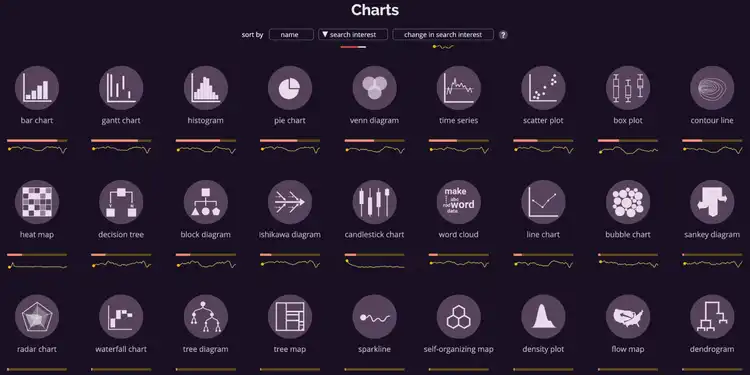 Charts
sort by name ▼ search interest change in search interest ?
bar chart gantt chart histogram pie chart venn diagram time series scatter plot box plot contour line
make
abc
word
data
heat map decision tree block diagram ishikawa diagram candlestick chart word cloud line chart bubble chart sankey diagram
radar chart waterfall chart tree diagram tree map sparkline self-organizing map density plot flow map dendrogram